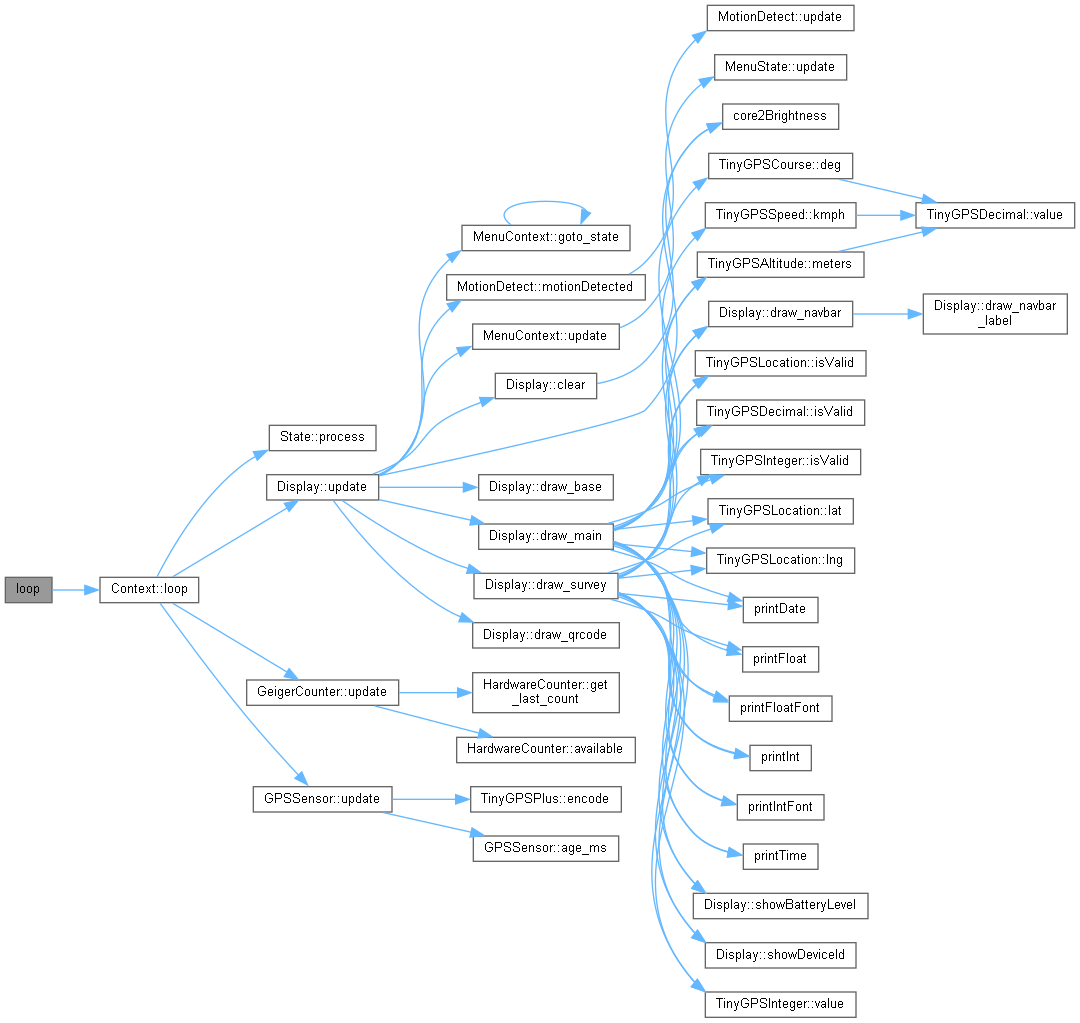 loop
Context::loop
State::process
Display::update
GeigerCounter::update
GPSSensor::update
MenuContext::goto_state
MotionDetect::motionDetected
MenuContext::update
Display::clear
Display::draw_base
Display::draw_main
Display::draw_survey
Display::draw_qrcode
HardwareCounter::get
_last_count
HardwareCounter::available
TinyGPSPlus::encode
GPSSensor::age_ms
MotionDetect::update
MenuState::update
core2Brightness
TinyGPSCourse::deg
TinyGPSSpeed::kmph
TinyGPSAltitude::meters
Display::draw_navbar
TinyGPSLocation::isValid
TinyGPSDecimal::isValid
TinyGPSInteger::isValid
TinyGPSLocation::lat
TinyGPSLocation::lng
printDate
printFloat
printFloatFont
printInt
printIntFont
printTime
Display::showBatteryLevel
Display::showDeviceId
TinyGPSInteger::value
TinyGPSDecimal::value
Display::draw_navbar
_label